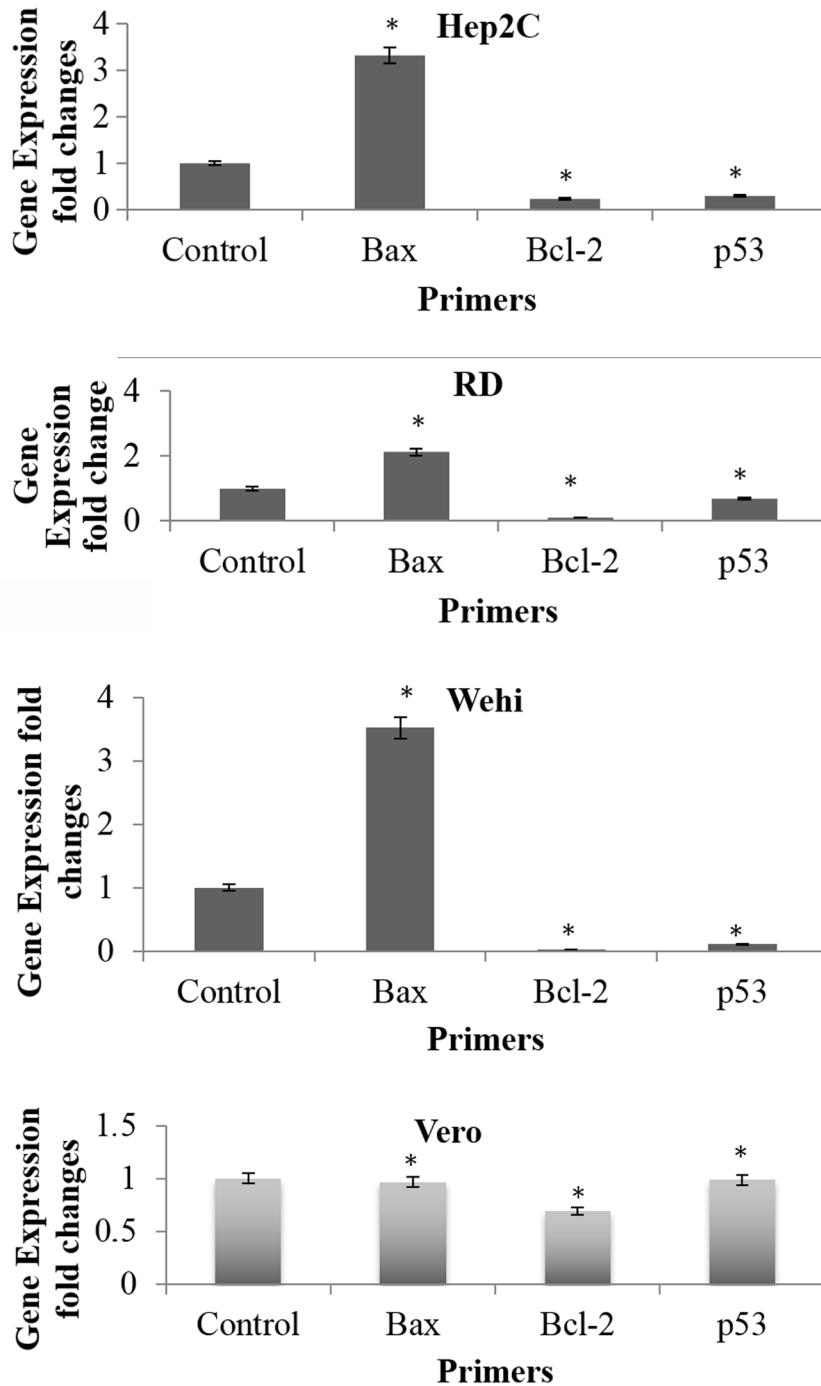 Hep2C
Gene Expression
fold changes
4
3
2
1
0
*
*
*
Control Bax Bcl-2 p53
Primers
RD
Gene
Expression
fold change
4
2
0
*
*
*
Control Bax Bcl-2 p53
Primers
Wehi
Gene Expression fold
changes
4
3
2
1
0
*
*
*
Control Bax Bcl-2 p53
Primers
Vero
Gene Expression
fold changes
1.5
1
0.5
0
*
*
*
Control Bax Bcl-2 p53
Primers